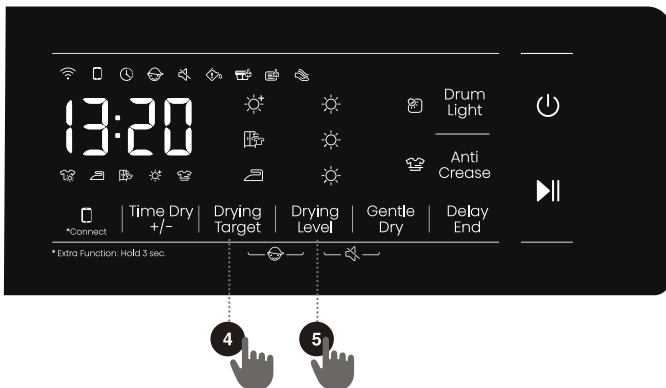 13:20
Drum
Light
Anti
Crease
*Connect
Time Dry
+/-
Drying
Target
Drying
Level
Gentle
Dry
Delay
End
* Extra Function: Hold 3 sec.
4
5